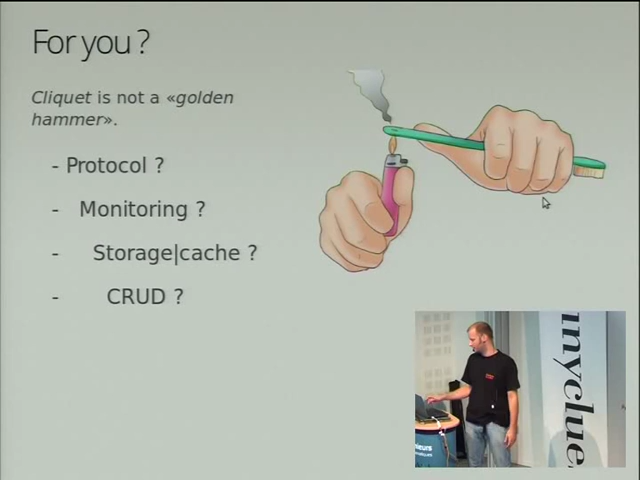 For you ?
Cliquet is not a «golden
hammer».
- Protocol ?
- Monitoring ?
- Storage|cache ?
- CRUD ?